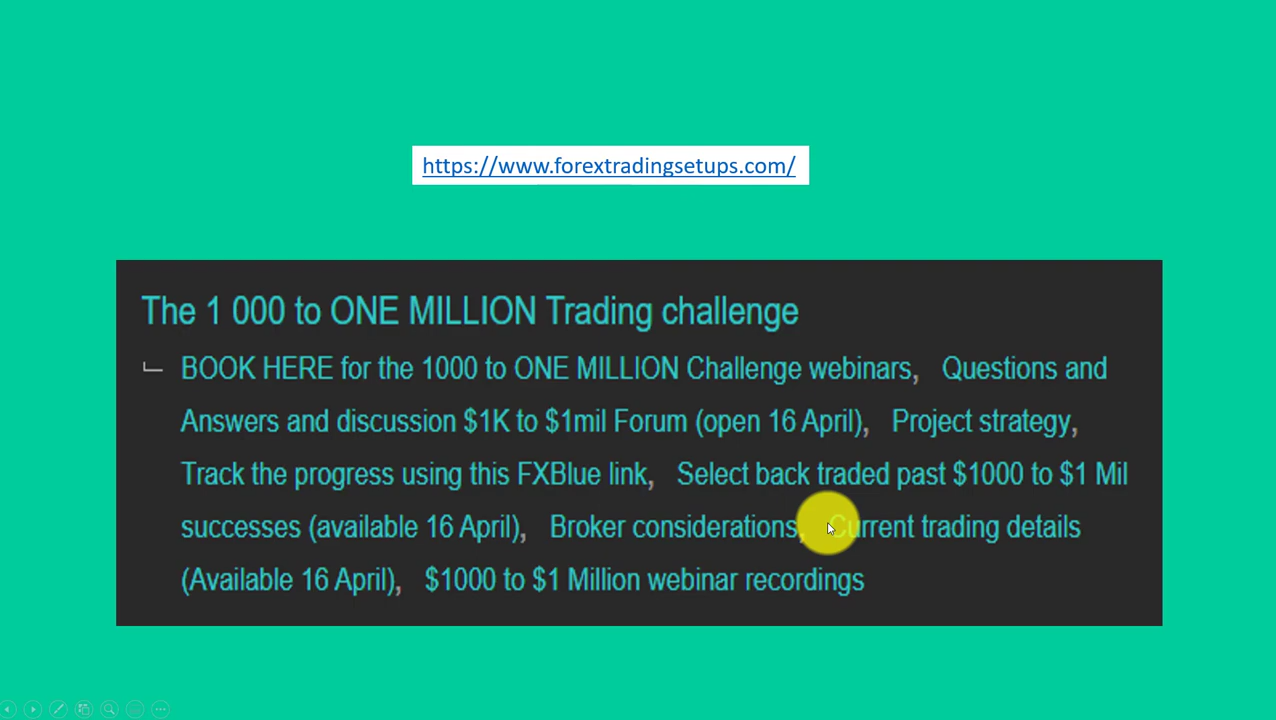 https://www.forextradingsetups.com/
The 1 000 to ONE MILLION Trading challenge
BOOK HERE for the 1000 to ONE MILLION Challenge webinars, Questions and
Answers and discussion $1K to $1mil Forum (open 16 April), Project strategy,
Track the progress using this FXBlue link, Select back traded past $1000 to $1 Mil
successes (available 16 April), Broker considerations, Current trading details
(Available 16 April), $1000 to $1 Million webinar recordings